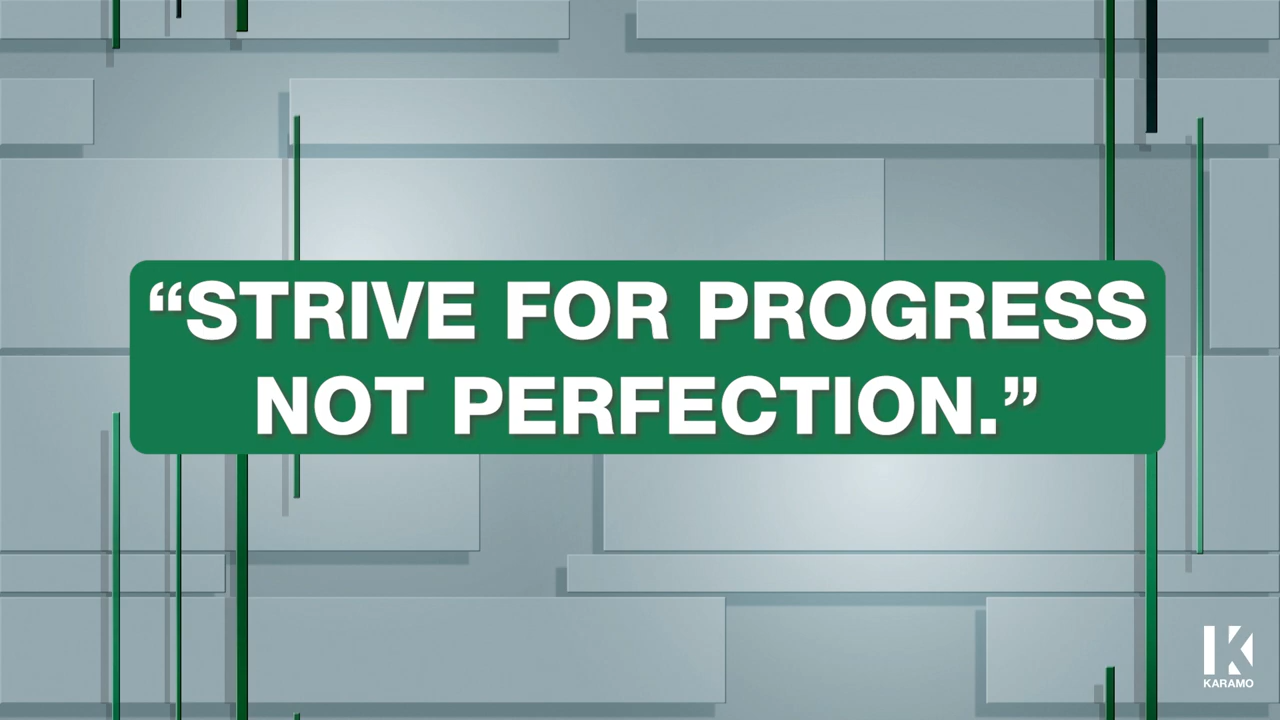 “STRIVE FOR PROGRESS
NOT PERFECTION.”
K
KARAMO